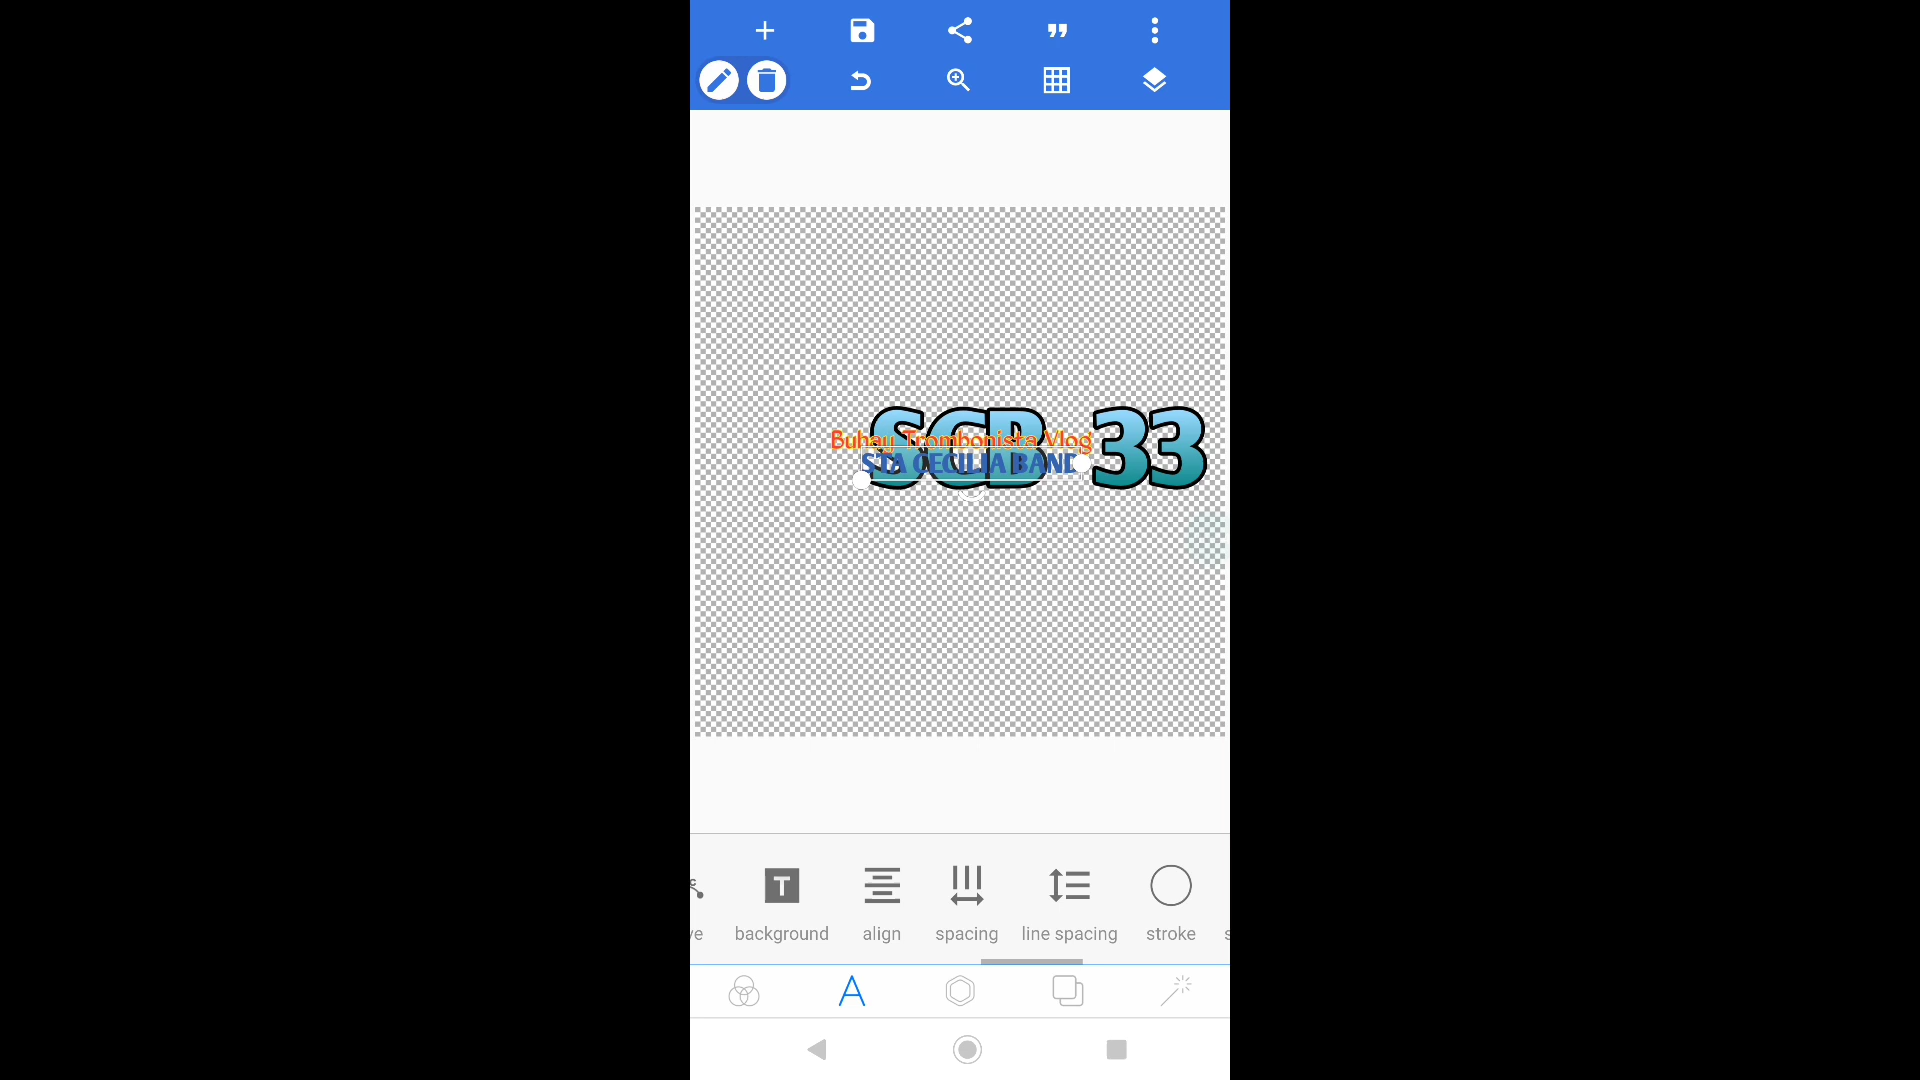 SCB 33
Buhay Trombonista Vlog
STA CECILIA BAND
background
align
spacing
line spacing
stroke